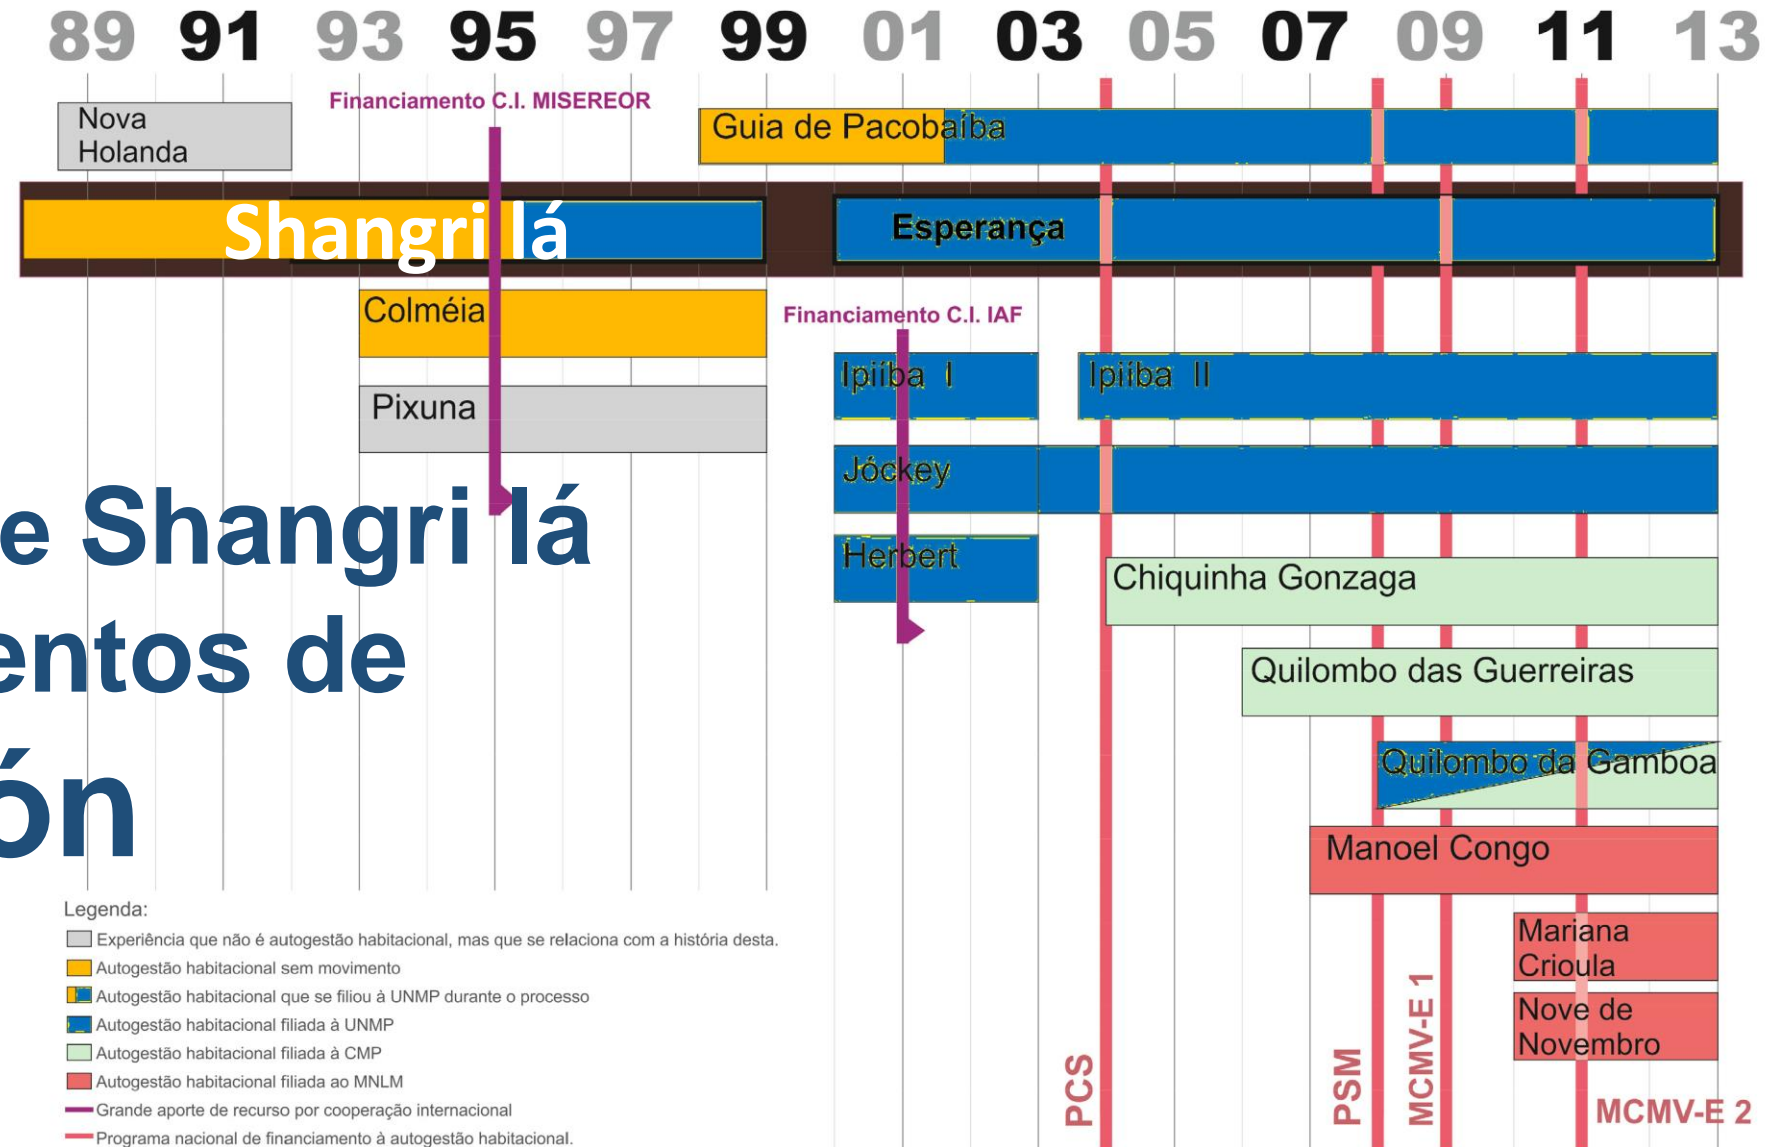 89 91 93 95 97 99 01 03 05 07 09 11 13
Financiamento C.I. MISEREOR
Nova
Holanda
Guia de Pacobaíba
Shangri lá
Esperança
Colméia
Financiamento C.I. IAF
Ipiíba I
Ipiíba II
Pixuna
Jóckey
e Shangri lá
Herbert
Chiquinha Gonzaga
entos de
Quilombo das Guerreiras
ón
Quilombo da Gamboa
Manoel Congo
Mariana
Crioula
Nove de
Novembro
PCS
PSM
MCMV-E 1
MCMV-E 2
Legenda:
Experiência que não é autogestão habitacional, mas que se relaciona com a história desta.
Autogestão habitacional sem movimento
Autogestão habitacional que se filiou à UNMP durante o processo
Autogestão habitacional filiada à UNMP
Autogestão habitacional filiada à CMP
Autogestão habitacional filiada ao MNLM
Grande aporte de recurso por cooperação internacional
Programa nacional de financiamento à autogestão habitacional.